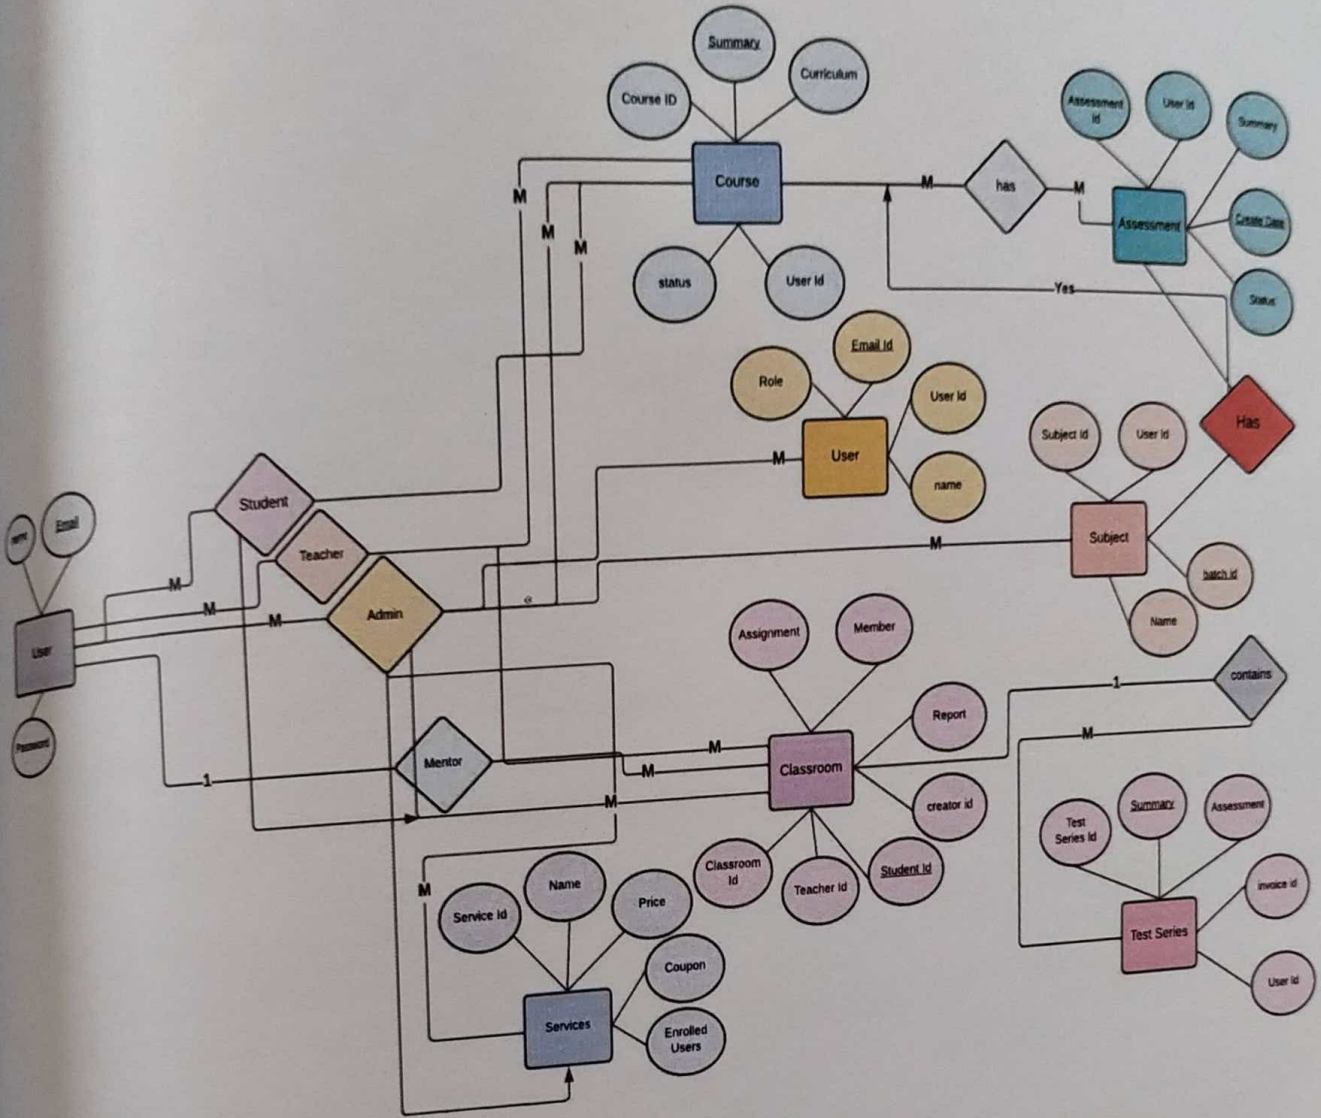 Summary
Curriculum
Course ID
Course
status
User Id
M
M
M
M
has
M
Assessment
Id
User Id
Summary
Create Date
Status
Assessment
Yes
Has
Role
Email Id
User Id
name
User
M
Subject Id
User Id
Subject
batch id
Name
M
Student
Teacher
Admin
Email
User
Password
M
M
M
1
Mentor
M
M
M
M
Assignment
Member
Report
creator id
Classroom
Classroom
Id
Teacher Id
Student Id
1
contains
M
Test
Series Id
Summary
Assessment
invoice id
User Id
Test Series
Service Id
Name
Price
Coupon
Enrolled
Users
Services